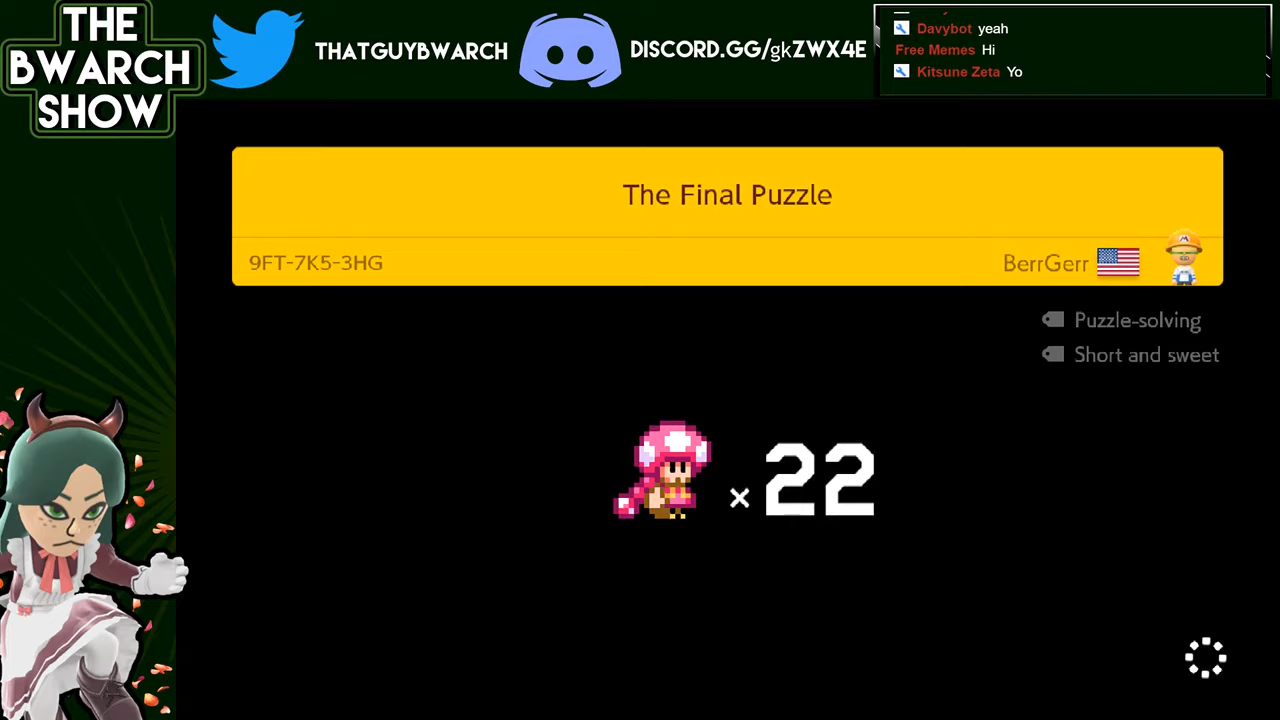 THE
BWARCH
SHOW
THATGUYBWARCH
DISCORD.GG/gkZWX4E
Davybot yeah
Free Memes Hi
Kitsune Zeta Yo
The Final Puzzle
9FT-7K5-3HG
BerrGerr
Puzzle-solving
Short and sweet
× 22